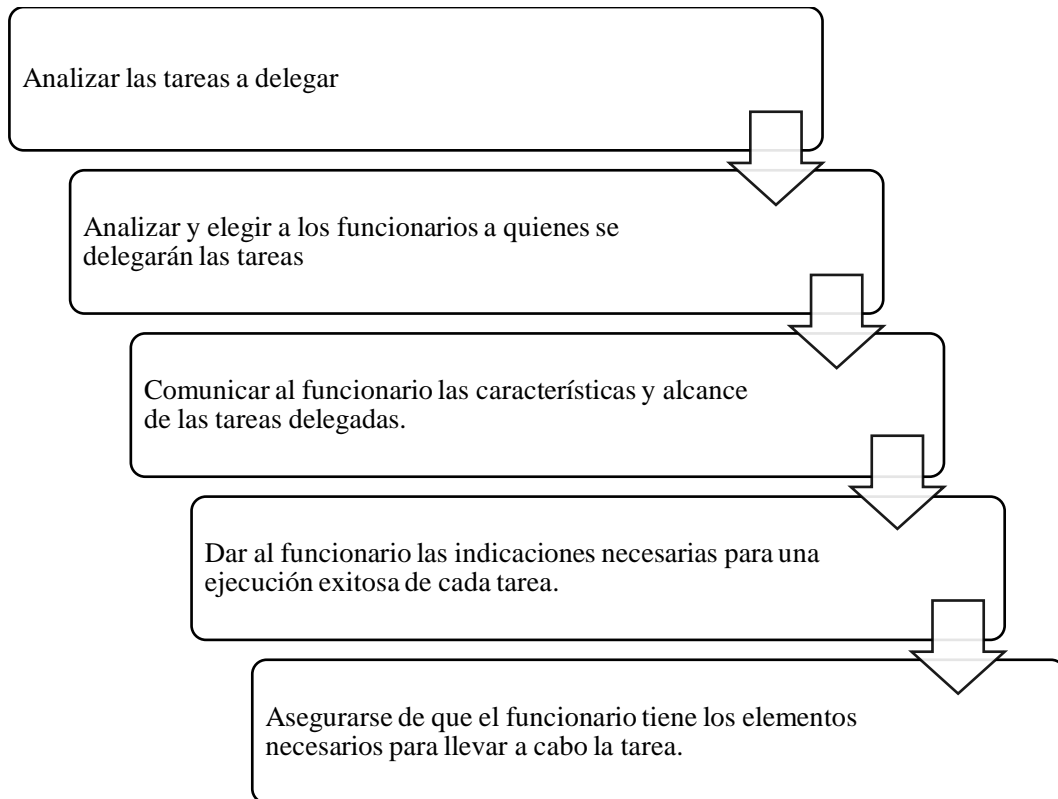 Analizar las tareas a delegar
Analizar y elegir a los funcionarios a quienes se
delegarán las tareas
Comunicar al funcionario las características y alcance
de las tareas delegadas.
Dar al funcionario las indicaciones necesarias para una
ejecución exitosa de cada tarea.
Asegurarse de que el funcionario tiene los elementos
necesarios para llevar a cabo la tarea.